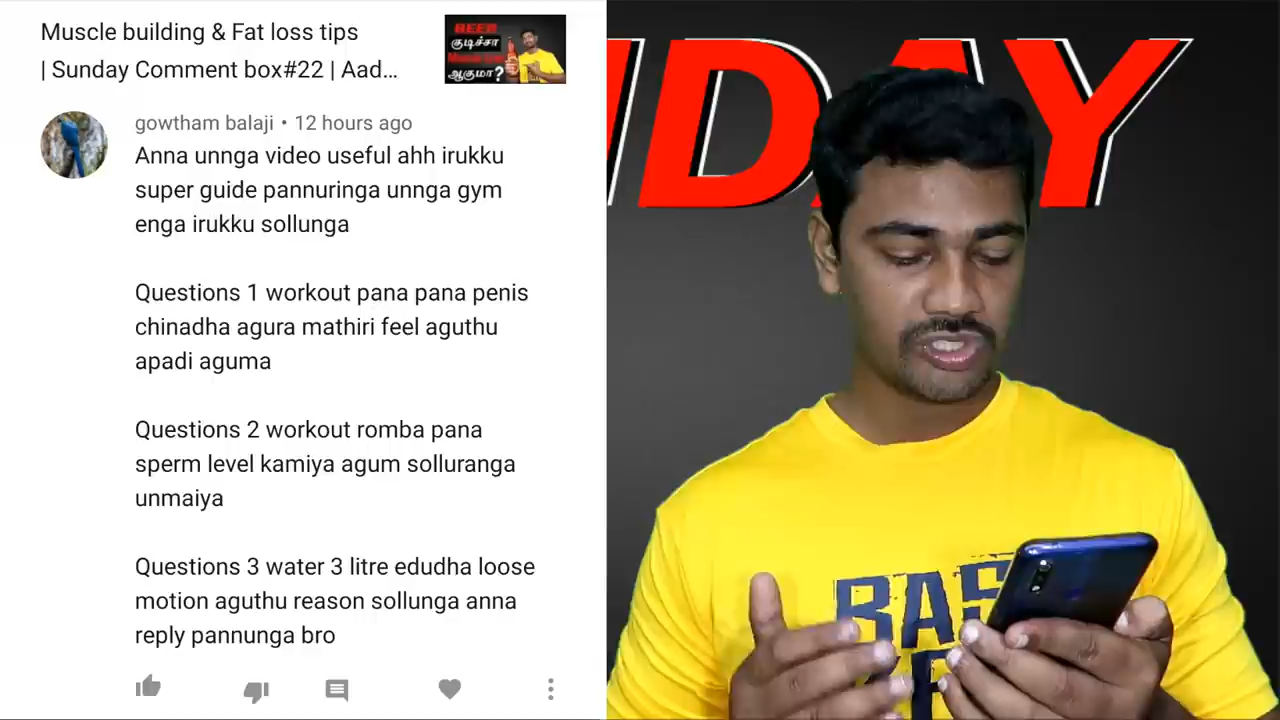 Muscle building & Fat loss tips
| Sunday Comment box#22 | Aad...
BEER
குடிச்சா
ஆகுமா?
gowtham balaji • 12 hours ago
Anna unnga video useful ahh irukku
super guide pannuringa unnga gym
enga irukku sollunga
Questions 1 workout pana pana penis
chinadha agura mathiri feel aguthu
apadi aguma
Questions 2 workout romba pana
sperm level kamiya agum solluranga
unmaiya
Questions 3 water 3 litre edudha loose
motion aguthu reason sollunga anna
reply pannunga bro
DAY
BAS